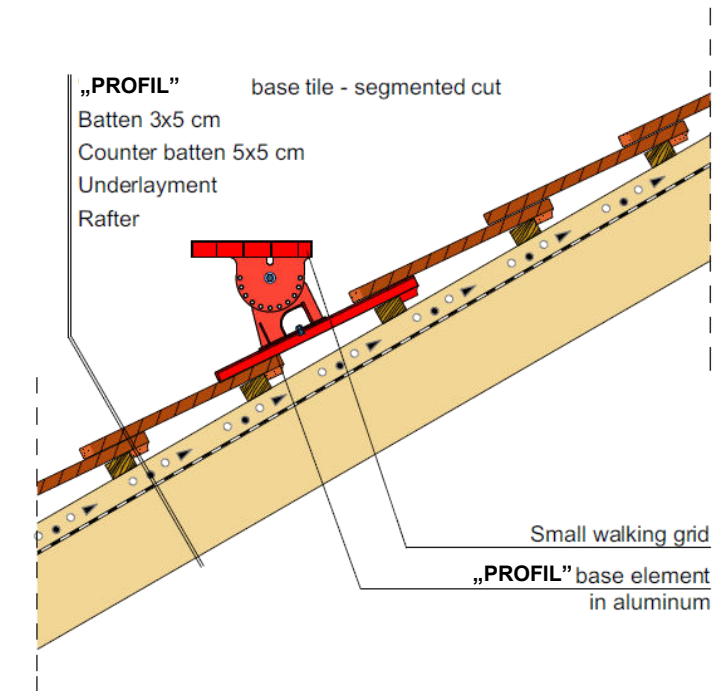 „PROFIL” base tile - segmented cut
Batten 3x5 cm
Counter batten 5x5 cm
Underlayment
Rafter
Small walking grid
„PROFIL” base element
in aluminum